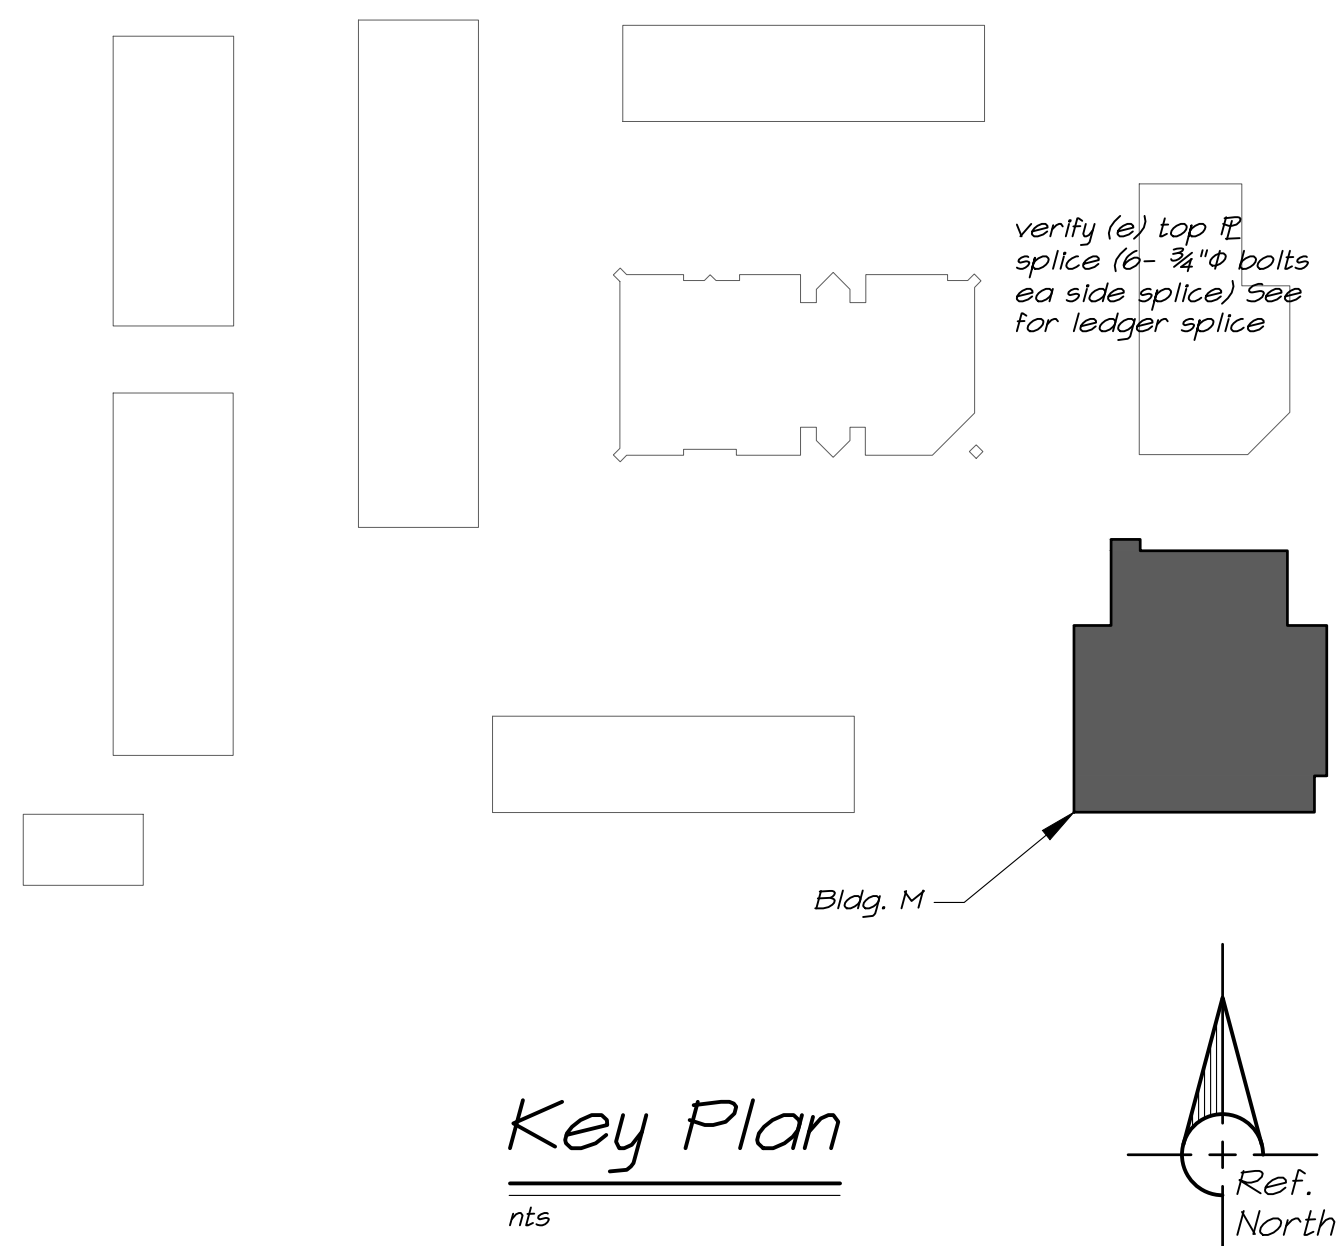 verify (e) top ℄
splice (6- ¾"Φ bolts
ea side splice) See
for ledger splice
Bldg. M
Key Plan
nts
Ref.
North